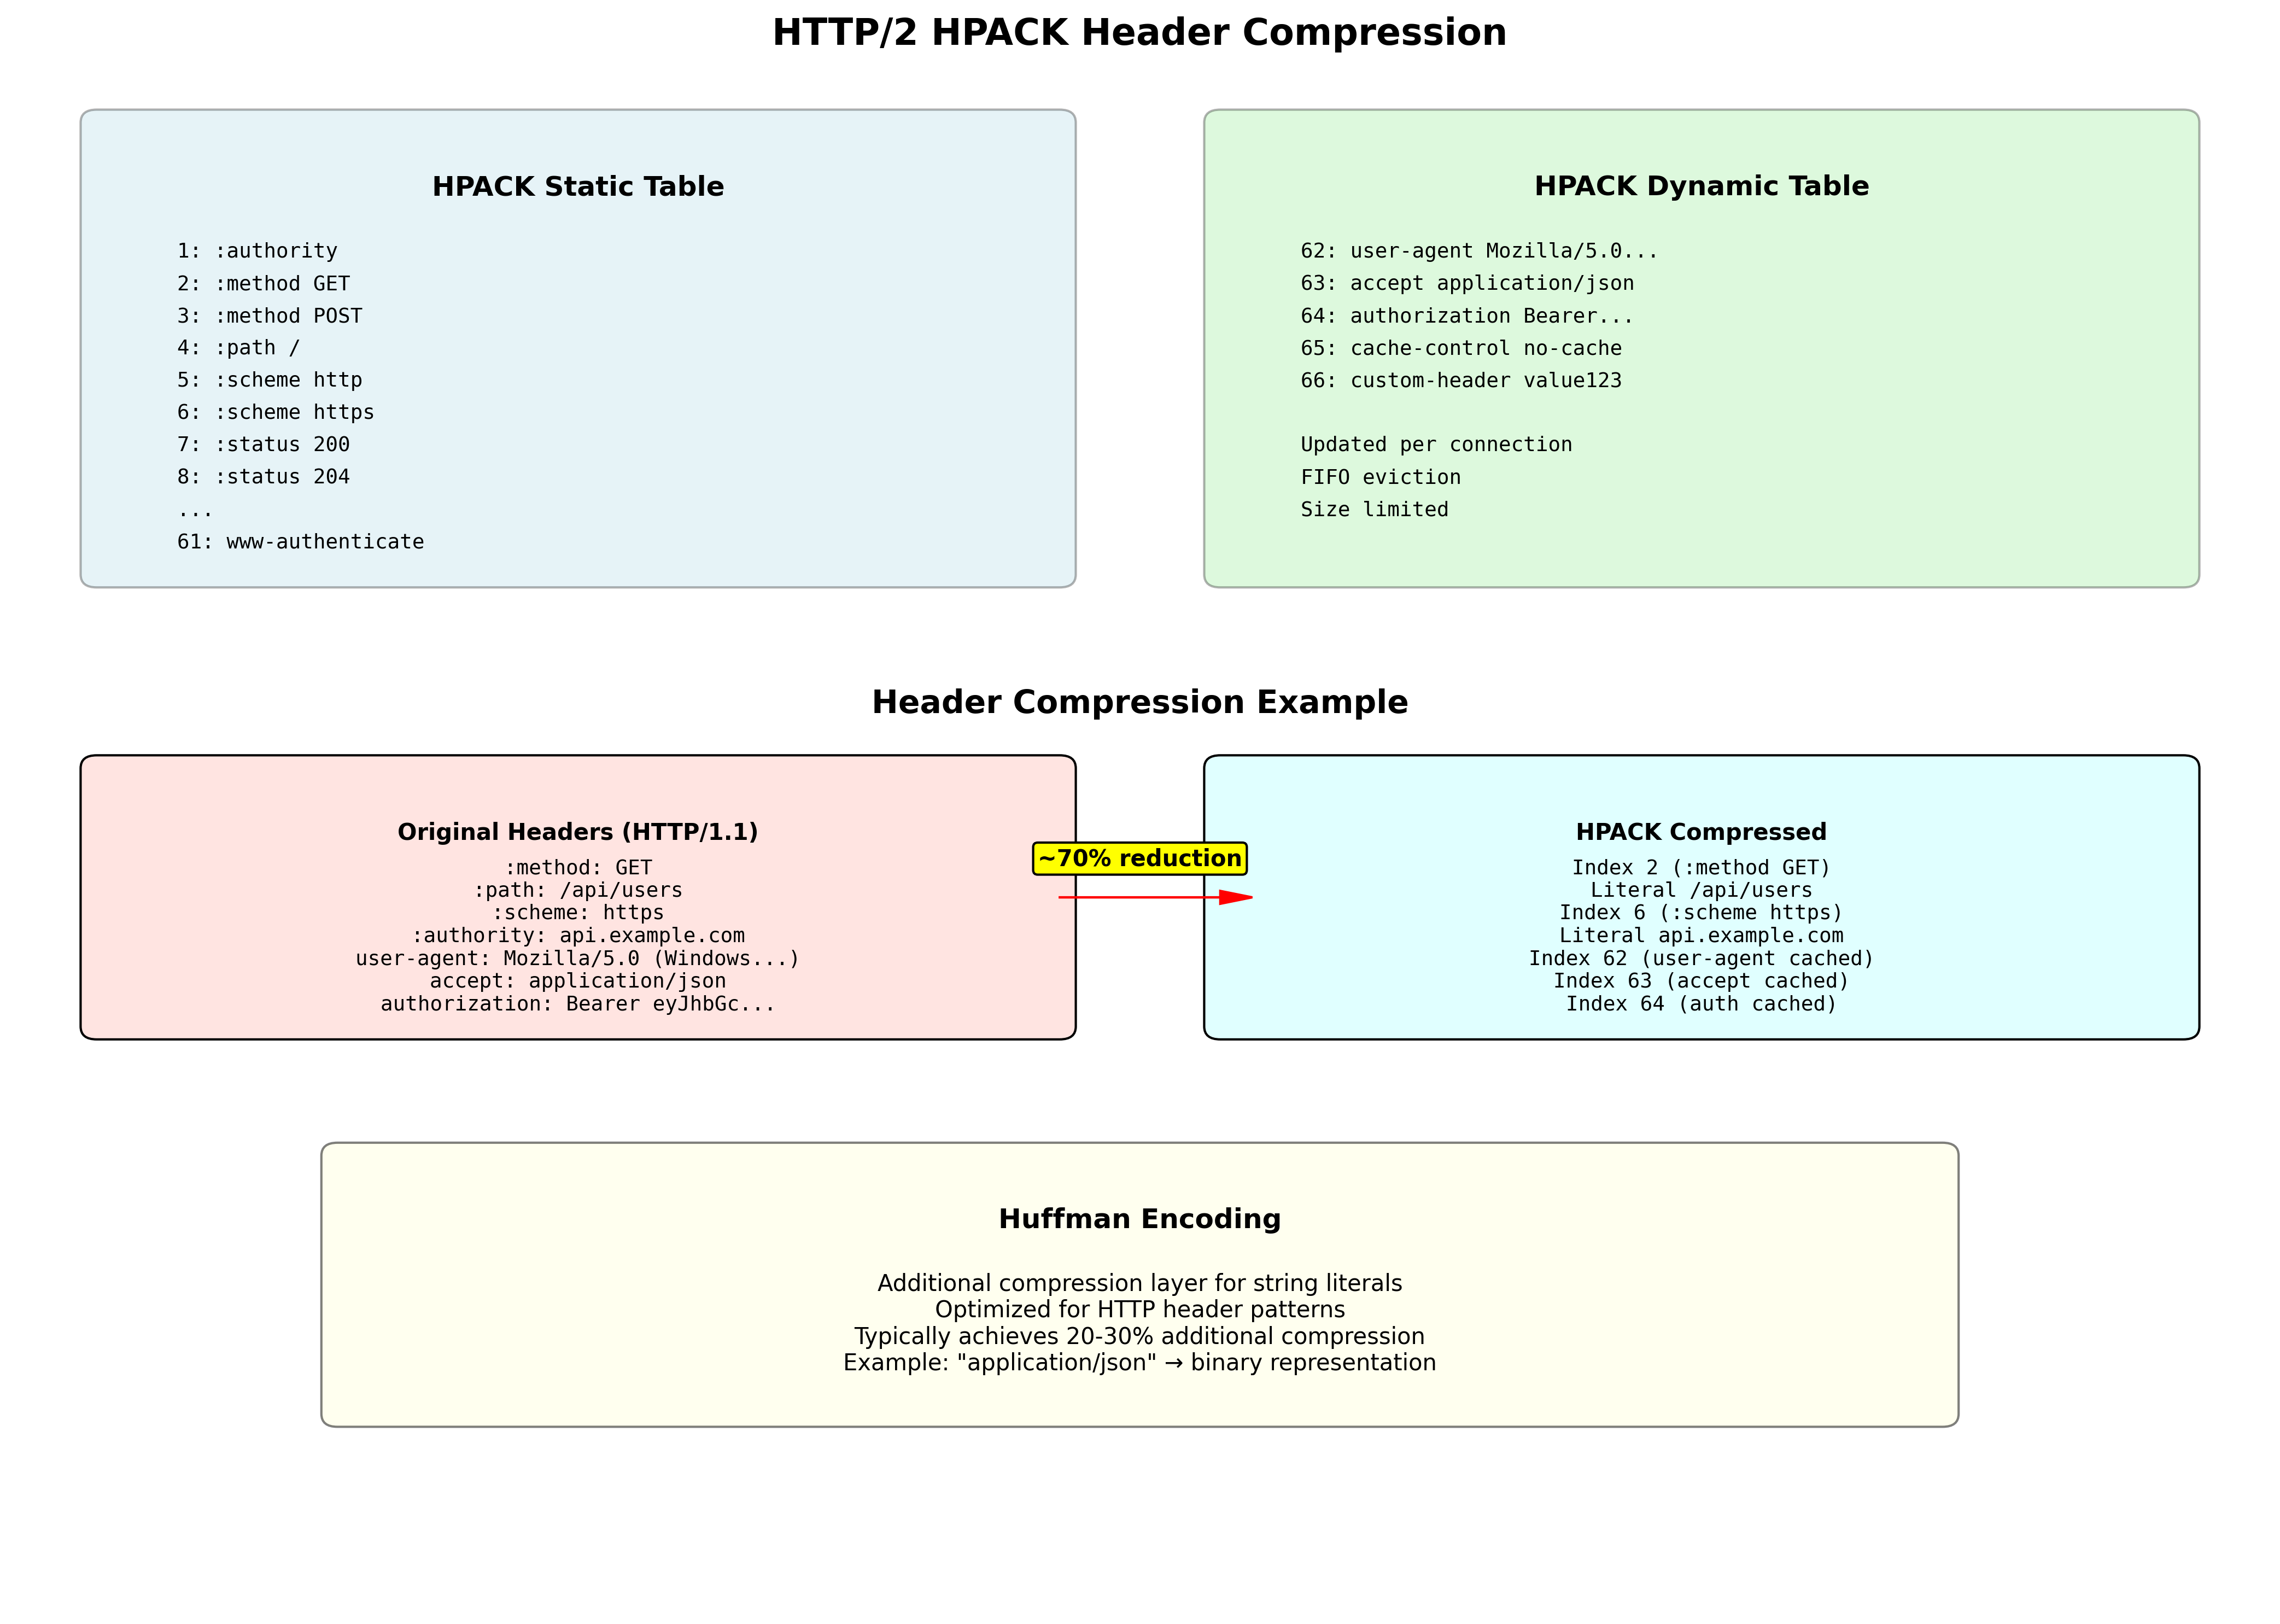 HTTP/2 HPACK Header Compression
HPACK Static Table
1: :authority
2: :method GET
3: :method POST
4: :path /
5: :scheme http
6: :scheme https
7: :status 200
8: :status 204
...
61: www-authenticate
HPACK Dynamic Table
62: user-agent Mozilla/5.0...
63: accept application/json
64: authorization Bearer...
65: cache-control no-cache
66: custom-header value123
Updated per connection
FIFO eviction
Size limited
Header Compression Example
Original Headers (HTTP/1.1)
:method: GET
:path: /api/users
:scheme: https
:authority: api.example.com
user-agent: Mozilla/5.0 (Windows...)
accept: application/json
authorization: Bearer eyJhbGc...
~70% reduction
HPACK Compressed
Index 2 (:method GET)
Literal /api/users
Index 6 (:scheme https)
Literal api.example.com
Index 62 (user-agent cached)
Index 63 (accept cached)
Index 64 (auth cached)
Huffman Encoding
Additional compression layer for string literals
Optimized for HTTP header patterns
Typically achieves 20-30% additional compression
Example: "application/json" → binary representation